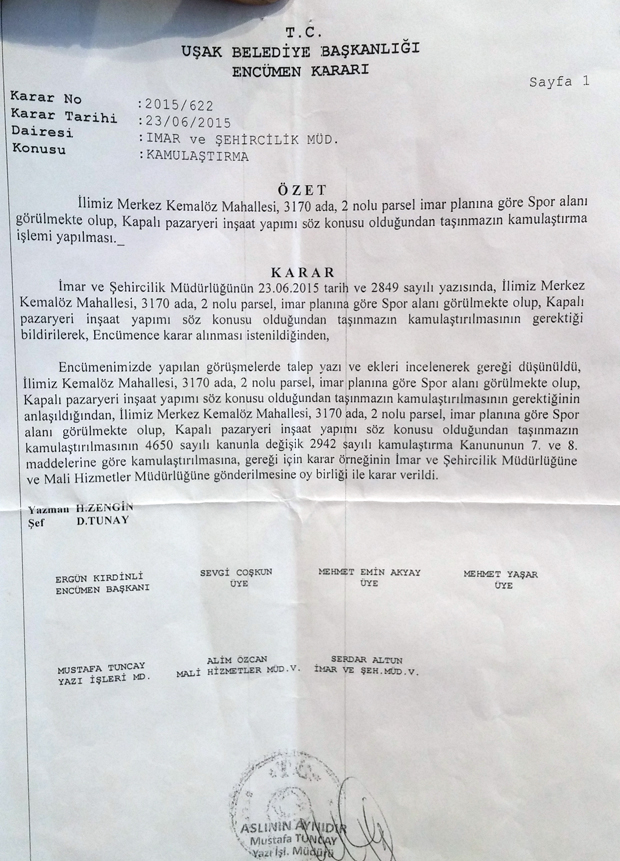 T.C.
UŞAK BELEDİYE BAŞKANLIĞI
ENCÜMEN KARARI
Sayfa 1
Karar No :2015/622
Karar Tarihi :23/06/2015
Dairesi :IMAR ve ŞEHİRCİLİK MÜD.
Konusu :KAMULAŞTIRMA
ÖZET
İlimiz Merkez Kemalöz Mahallesi, 3170 ada, 2 nolu parsel imar planına göre Spor alanı
görülmekte olup, Kapalı pazaryeri inşaat yapımı söz konusu olduğundan taşınmazın kamulaştırma
işlemi yapılması._
KARAR
İmar ve Şehircilik Müdürlüğünün 23.06.2015 tarih ve 2849 sayılı yazısında, İlimiz Merkez
Kemalöz Mahallesi, 3170 ada, 2 nolu parsel, imar planına göre Spor alanı görülmekte olup, Kapalı
pazaryeri inşaat yapımı söz konusu olduğundan taşınmazın kamulaştırılmasının gerektiği
bildirilerek, Encümence karar alınması istenildiğinden,
Encümenimizde yapılan görüşmelerde talep yazı ve ekleri incelenerek gereği düşünüldü,
İlimiz Kemalöz Mahallesi, 3170 ada, 2 nolu parsel, imar planına göre Spor alanı görülmekte olup,
Kapalı pazaryeri inşaat yapımı söz konusu olduğundan taşınmazın kamulaştırılmasının gerektiğinin
anlaşıldığından, İlimiz Merkez Kemalöz Mahallesi, 3170 ada, 2 nolu parsel, imar planına göre Spor
alanı görülmekte olup, Kapalı pazaryeri inşaat yapımı söz konusu olduğundan taşınmazın
kamulaştırılmasının 4650 sayılı kanunla değişik 2942 sayılı kamulaştırma Kanununun 7. ve 8.
maddelerine göre kamulaştırılmasına, gereği için karar örneğinin İmar ve Şehircilik Müdürlüğüne
ve Mali Hizmetler Müdürlüğüne gönderilmesine oy birliği ile karar verildi.
Yazman H.ZENGİN
Şef D.TUNAY
ERGÜN KIRDİNLİ SEVGİ COŞKUN MEHMET EMİN AKYAY MEHMET YAŞAR
ENCÜMEN BAŞKANI ÜYE ÜYE ÜYE
MUSTAFA TUNCAY ALİM ÖZCAN SERDAR ALTUN
YAZI İŞLERİ MD. MALİ HİZMETLER MÜD.V. İMAR VE ŞEH.MÜD.V.
ASLININ AYNIDIR
Mustafa TUNCAY
Yazı İşl. Müdürü